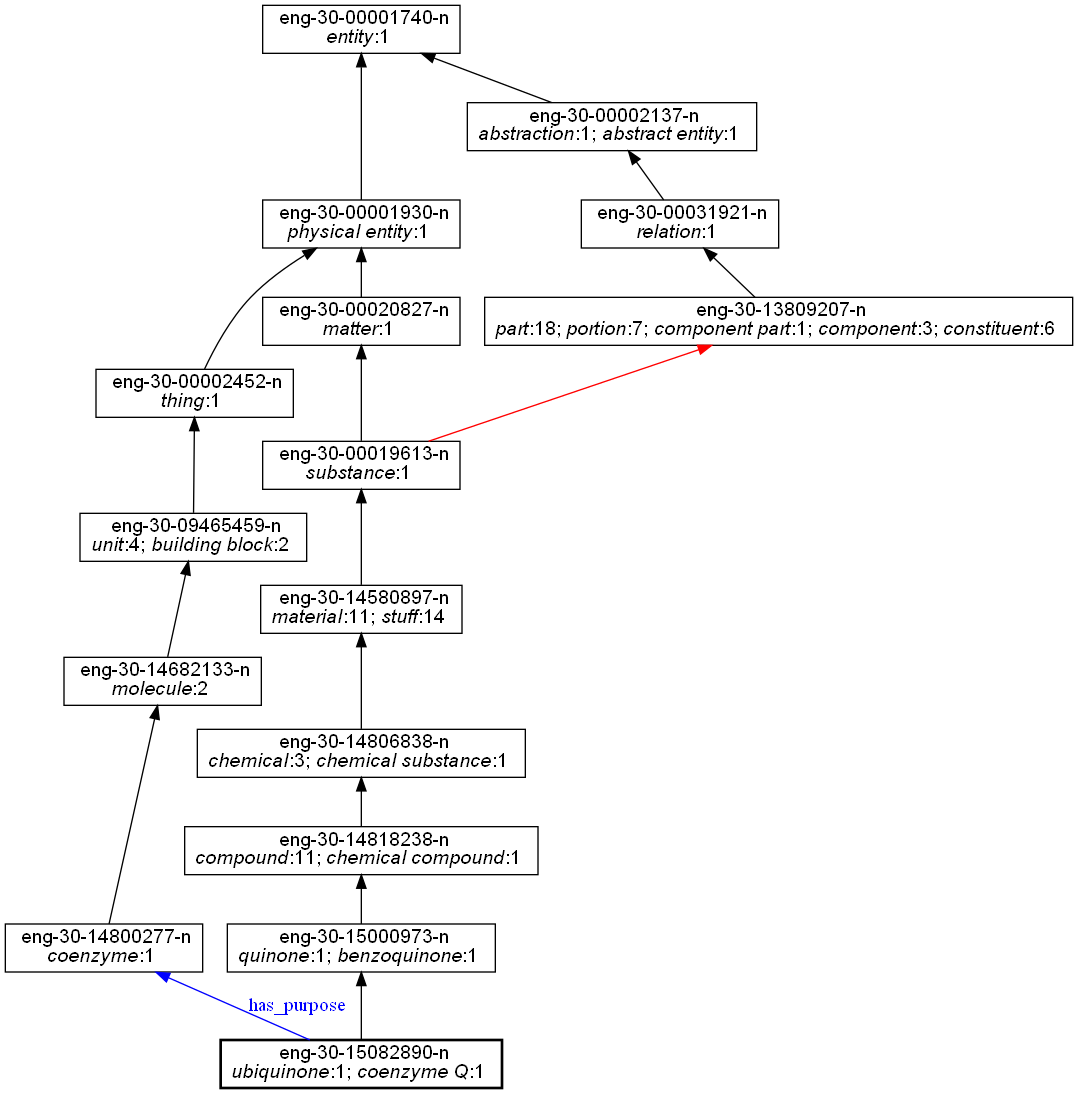 eng-30-00001740-n
entity:1
eng-30-00002137-n
abstraction:1; abstract entity:1
eng-30-00001930-n
physical entity:1
eng-30-00031921-n
relation:1
eng-30-00020827-n
matter:1
eng-30-13809207-n
part:18; portion:7; component part:1; component:3; constituent:6
eng-30-00002452-n
thing:1
eng-30-00019613-n
substance:1
eng-30-09465459-n
unit:4; building block:2
eng-30-14580897-n
material:11; stuff:14
eng-30-14682133-n
molecule:2
eng-30-14806838-n
chemical:3; chemical substance:1
eng-30-14818238-n
compound:11; chemical compound:1
eng-30-14800277-n
coenzyme:1
eng-30-15000973-n
quinone:1; benzoquinone:1
has_purpose
eng-30-15082890-n
ubiquinone:1; coenzyme Q:1